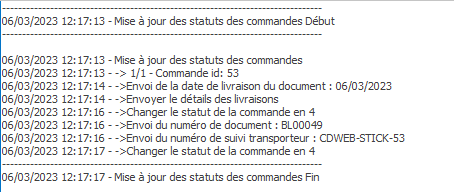 --------------------------------------------------------------------------------
06/03/2023 12:17:13 - Mise à jour des statuts des commandes Début
--------------------------------------------------------------------------------
06/03/2023 12:17:13 - Mise à jour des statuts des commandes
06/03/2023 12:17:13 - --> 1/1 - Commande id: 53
06/03/2023 12:17:14 - -->Envoi de la date de livraison du document : 06/03/2023
06/03/2023 12:17:14 - -->Envoyer le détails des livraisons
06/03/2023 12:17:16 - -->Changer le statut de la commande en 4
06/03/2023 12:17:16 - -->Envoi du numéro de document : BL00049
06/03/2023 12:17:16 - -->Envoi du numéro de suivi transporteur : CDWEB-STICK-53
06/03/2023 12:17:17 - -->Changer le statut de la commande en 4
--------------------------------------------------------------------------------
06/03/2023 12:17:17 - Mise à jour des statuts des commandes Fin